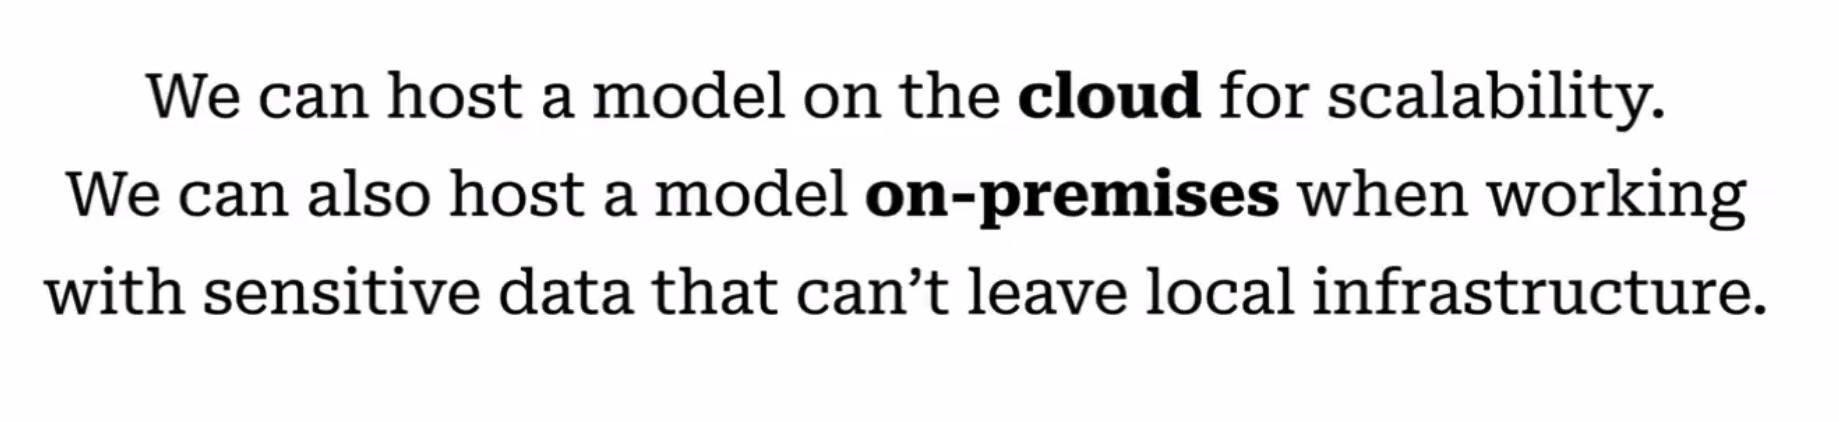 We can host a model on the cloud for scalability.
We can also host a model on-premises when working
with sensitive data that can’t leave local infrastructure.